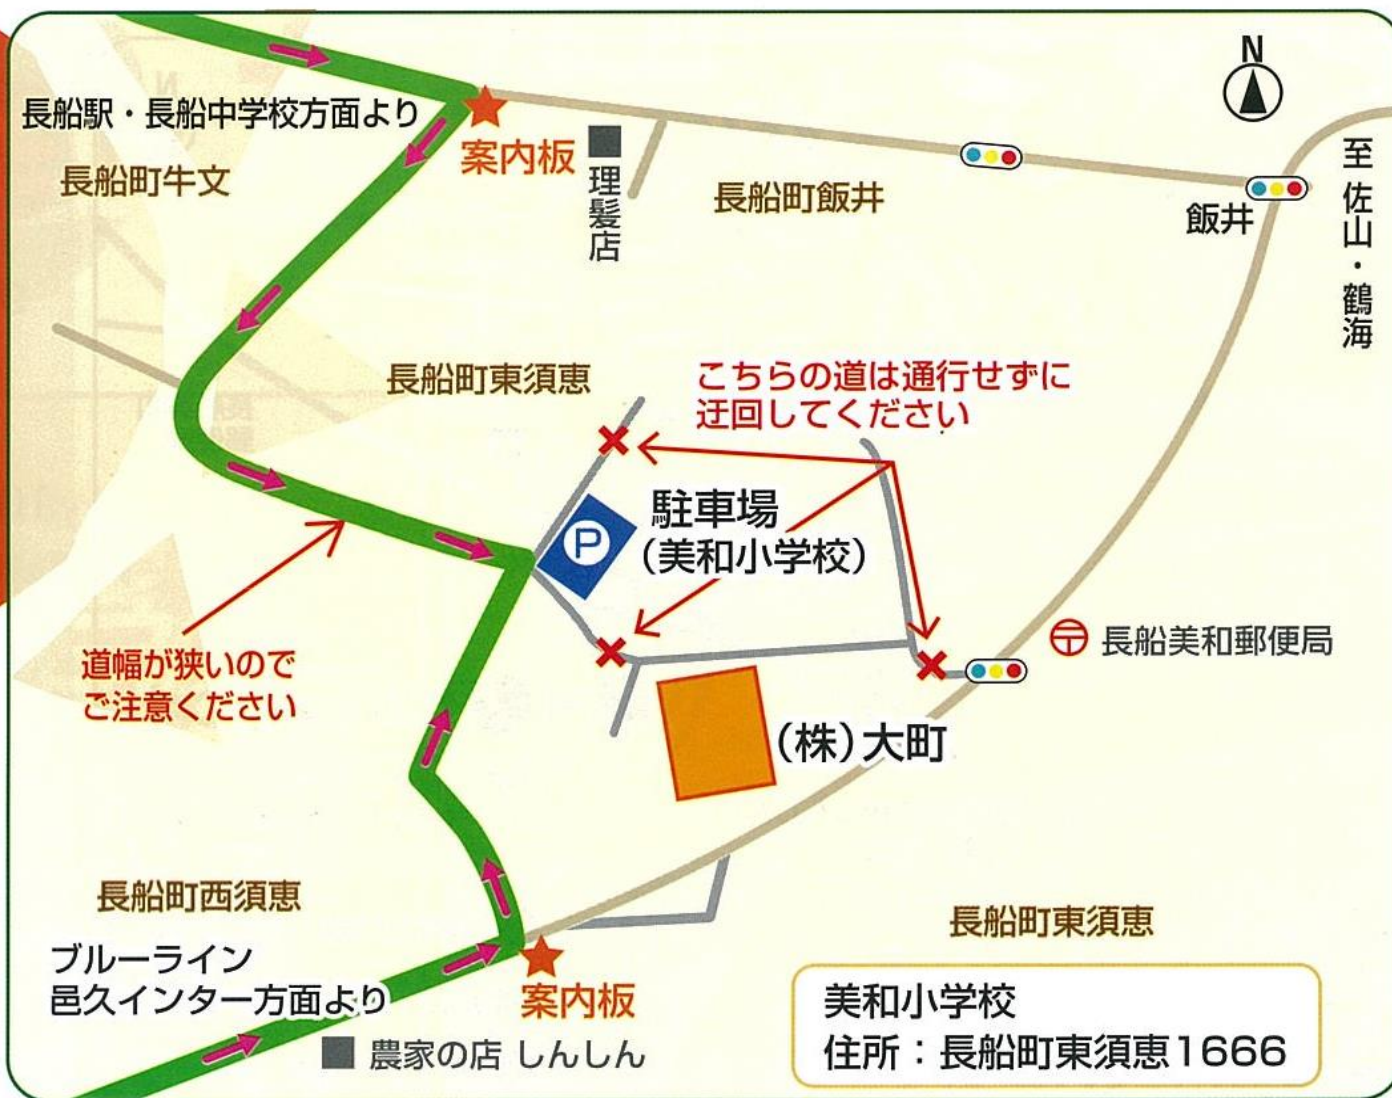 N
長船駅・長船中学校方面より
案内板
理髪店
長船町牛文
長船町飯井
飯井
至 佐山・鶴海
長船町東須恵
こちらの道は通行せずに
迂回してください
P
駐車場
(美和小学校)
道幅が狭いので
ご注意ください
長船美和郵便局
(株)大町
長船町西須恵
ブルーライン
邑久インター方面より
案内板
農家の店 しんしん
長船町東須恵
美和小学校
住所：長船町東須恵1666